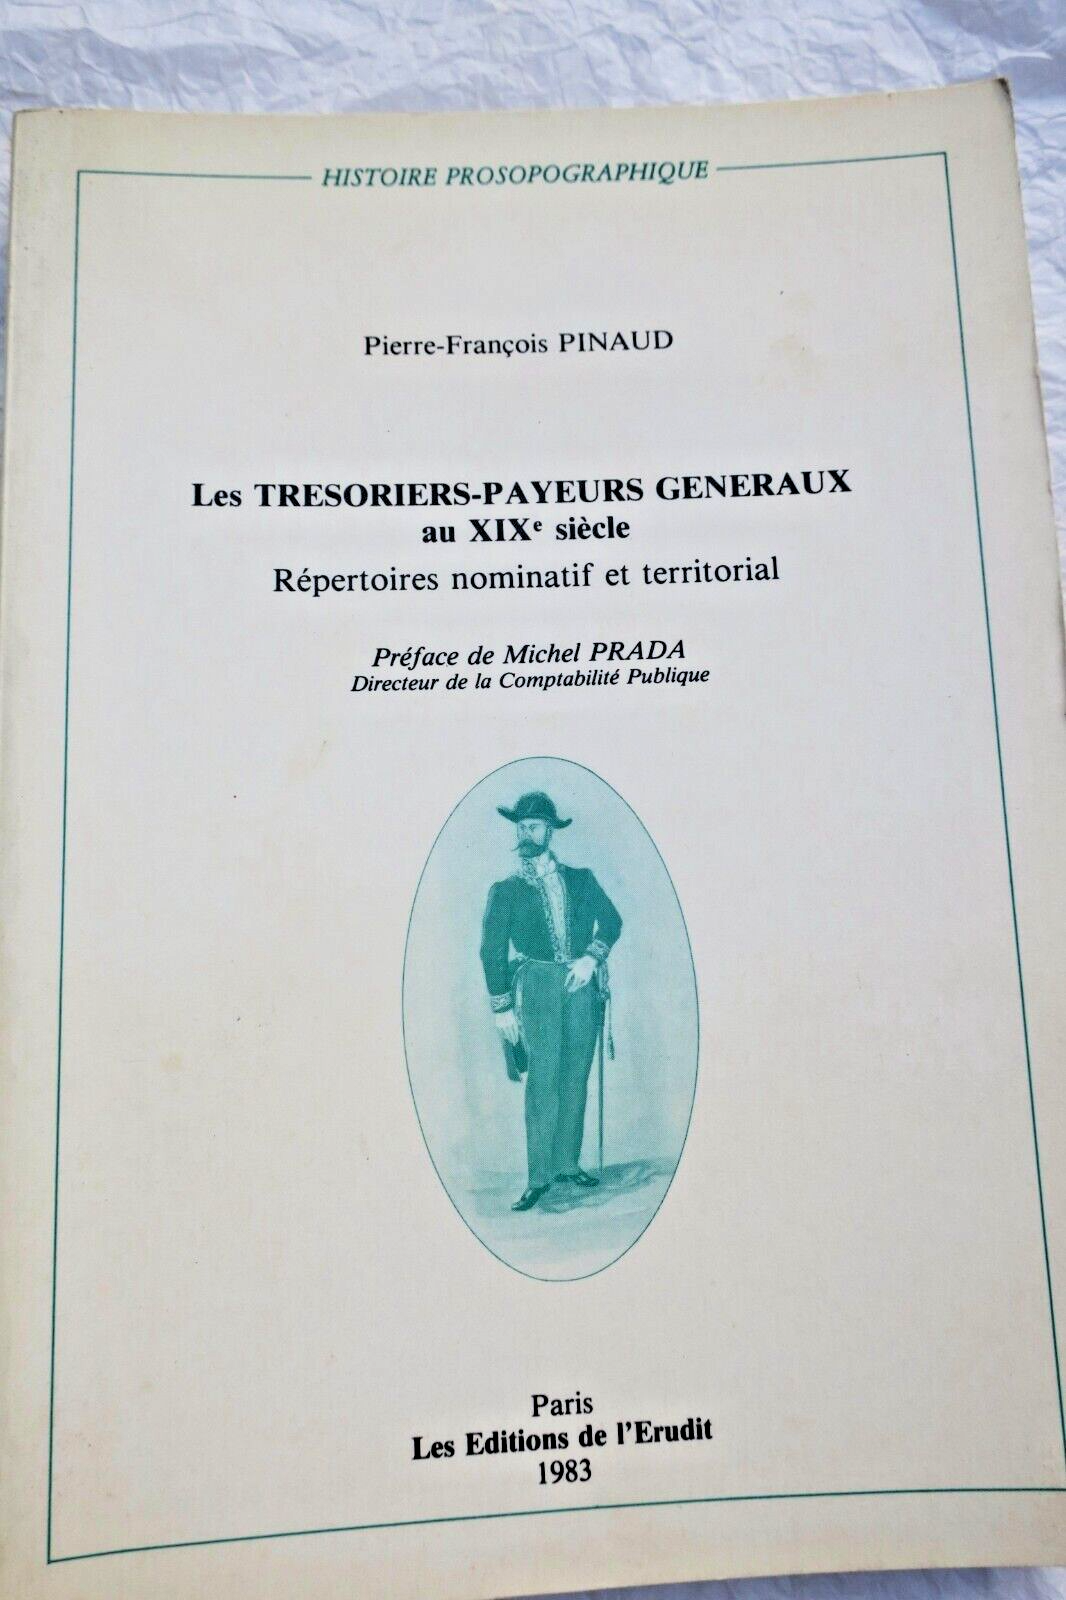 HISTOIRE PROSOPOGRAPHIQUE
Pierre-François PINAUD
Les TRESORIERS-PAYEURS GENERAUX
au XIXe siècle
Répertoires nominatif et territorial
Préface de Michel PRADA
Directeur de la Comptabilité Publique
Paris
Les Editions de l'Erudit
1983